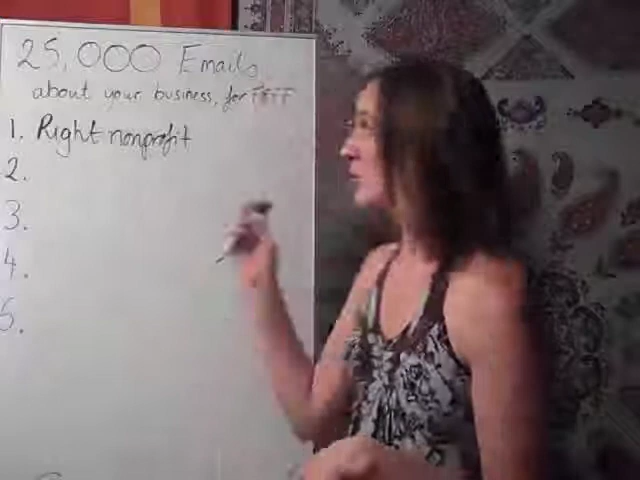 25,000 Emails
about your business, for FREE
1. Right nonprofit
2.
3.
4.
5.